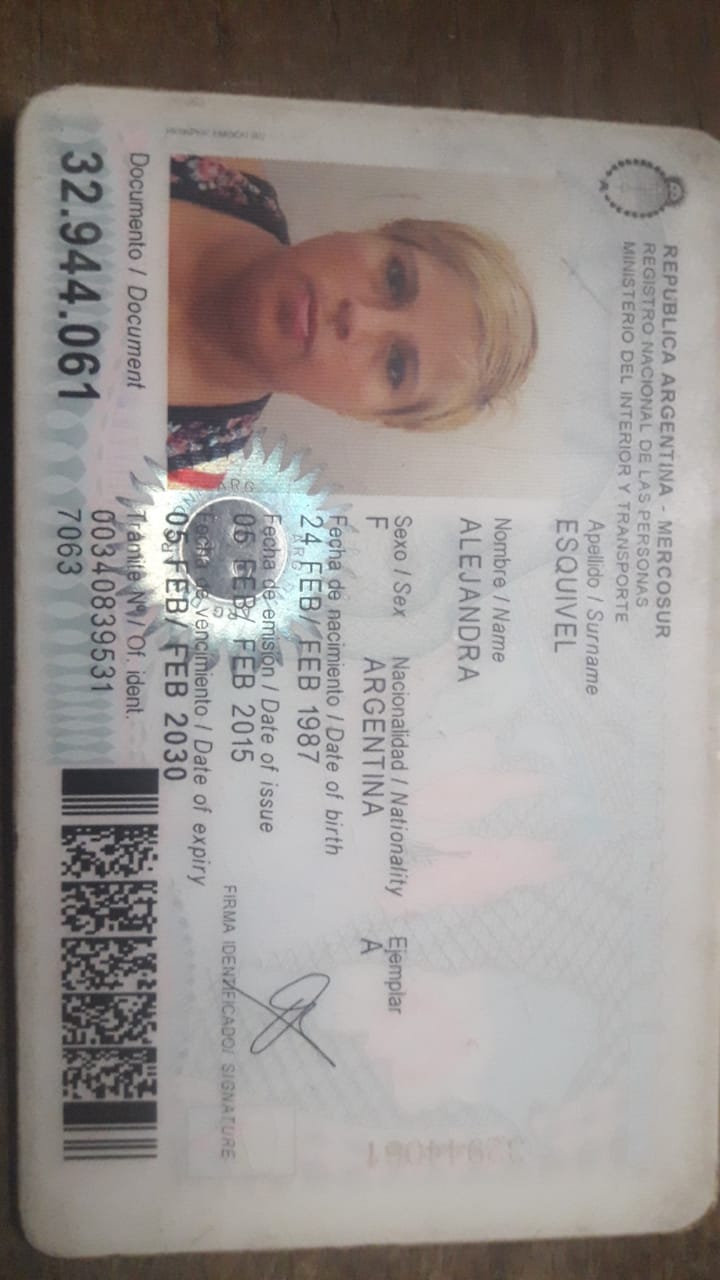 REPUBLICA ARGENTINA - MERCOSUR
REGISTRO NACIONAL DE LAS PERSONAS
MINISTERIO DEL INTERIOR Y TRANSPORTE
Apellido / Surname
ESQUIVEL
Nombre / Name
ALEJANDRA
Sexo / Sex Nacionalidad / Nationality Ejemplar
F ARGENTINA A
Fecha de nacimiento / Date of birth
24 FEB/ FEB 1987
Fecha de emisión / Date of issue
05 FEB/ FEB 2015
Fecha de vencimiento / Date of expiry
05 FEB/ FEB 2030
FIRMA IDENTIFICADO/ SIGNATURE
Documento / Document
32.944.061
Trámite Nº / Of. ident.
00340839531
7063